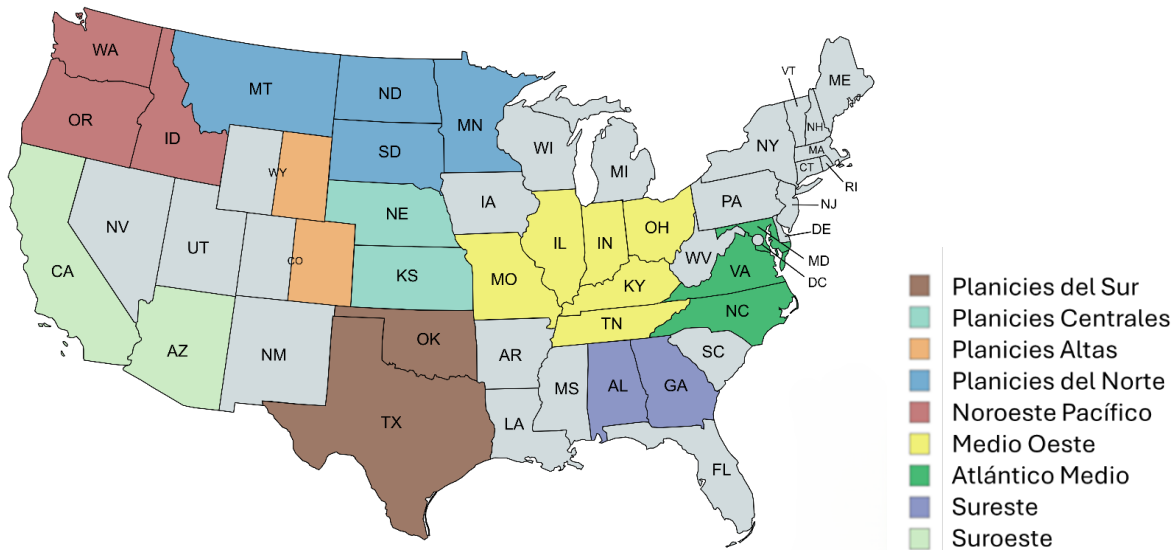 WA
OR
ID
MT
ND
SD
MN
WY
NE
KS
CO
CA
NV
UT
AZ
NM
TX
OK
IA
MO
WI
MI
IL
IN
OH
KY
TN
AR
LA
MS
AL
GA
FL
SC
NC
VA
WV
PA
NY
VT
ME
NH
MA
CT
RI
NJ
DE
MD
DC
Planicies del Sur
Planicies Centrales
Planicies Altas
Planicies del Norte
Noroeste Pacífico
Medio Oeste
Atlántico Medio
Sureste
Suroeste